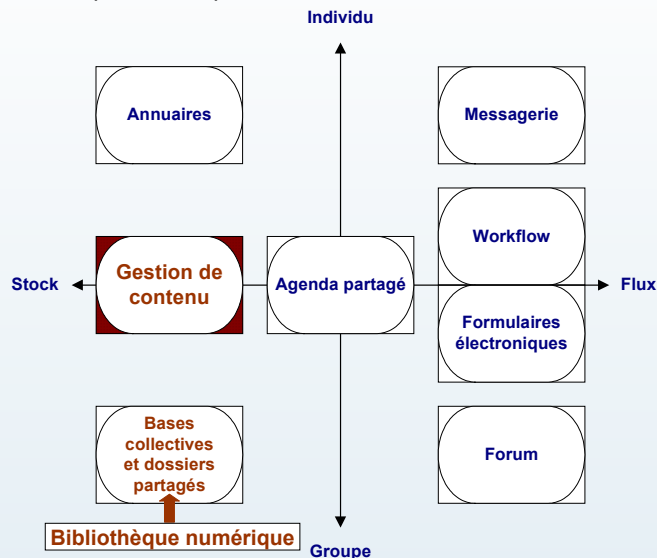 Individu
Annuaires
Messagerie
Workflow
Stock
Gestion de
contenu
Agenda partagé
Flux
Formulaires
électroniques
Bases
collectives
et dossiers
partagés
Forum
Bibliothèque numérique
Groupe